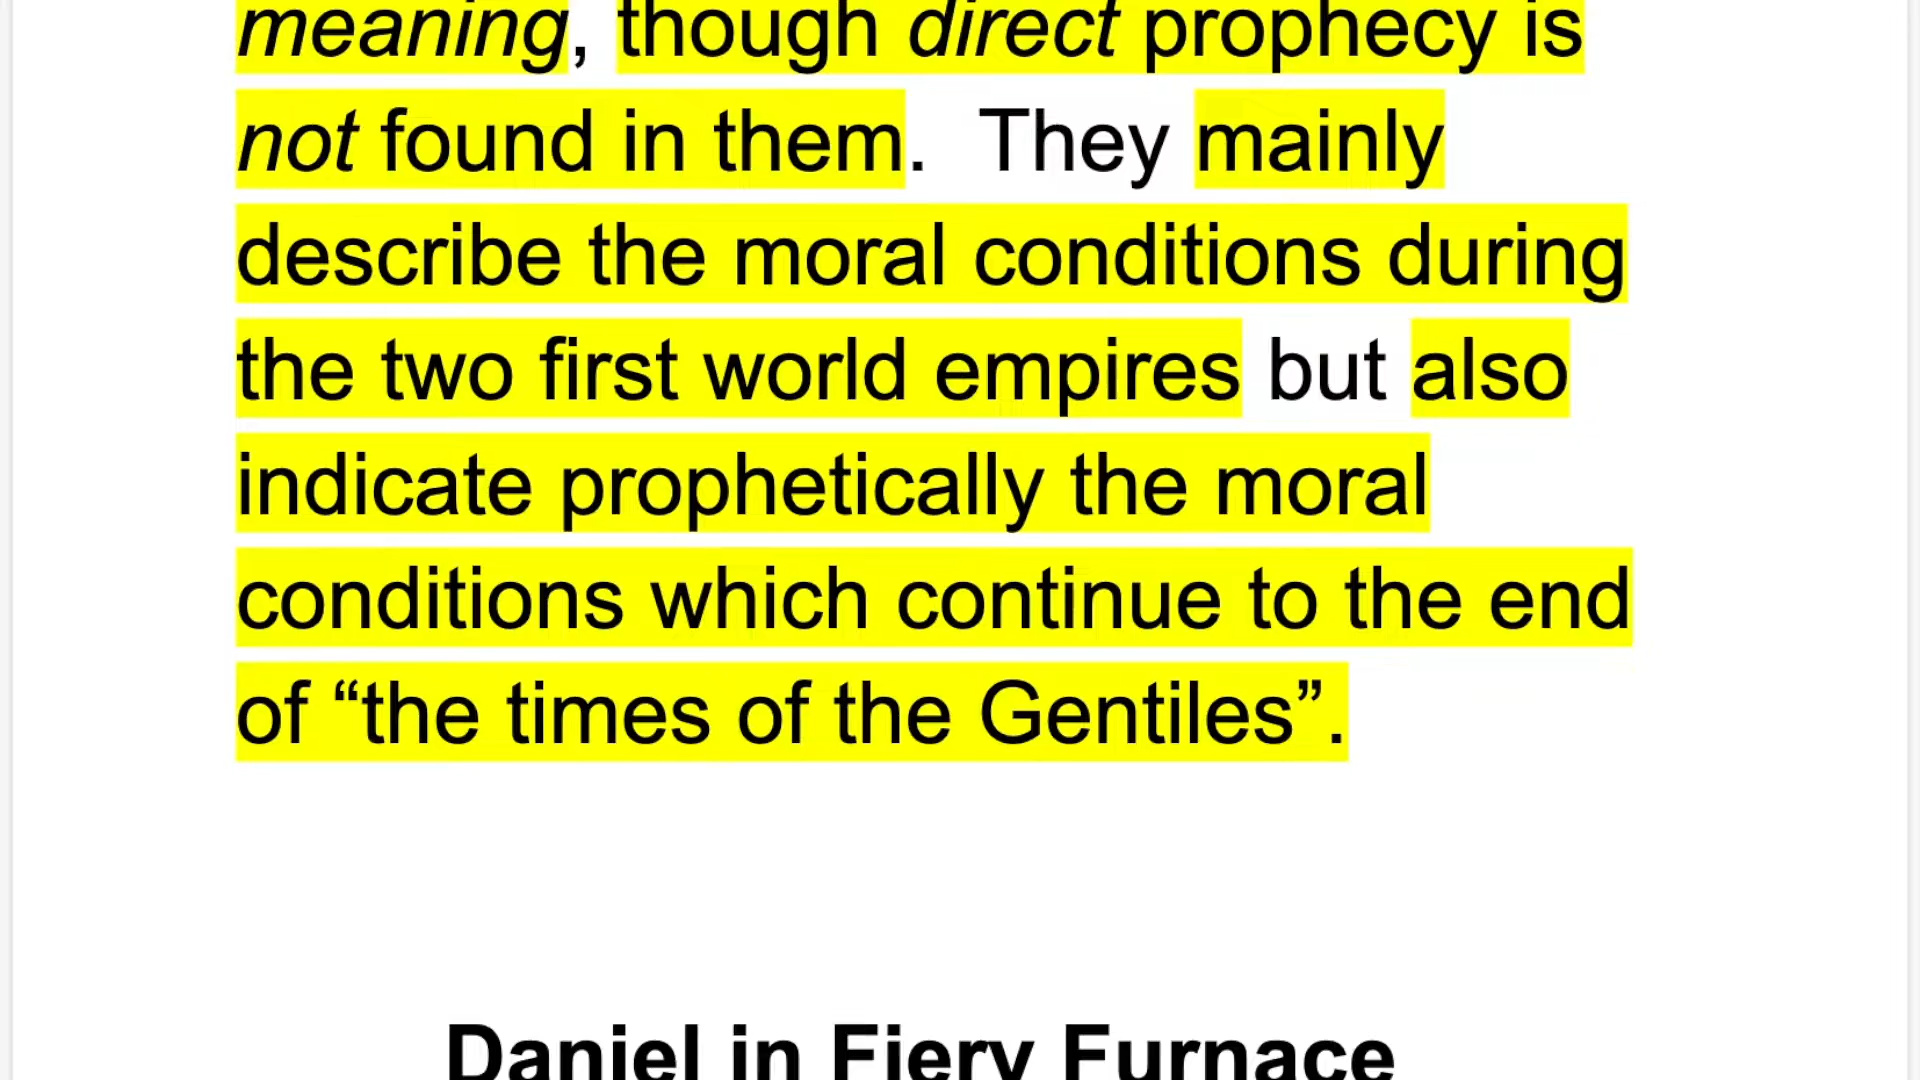 meaning, though direct prophecy is
not found in them.  They mainly
describe the moral conditions during
the two first world empires but also
indicate prophetically the moral
conditions which continue to the end
of “the times of the Gentiles”.
Daniel in Fiery Furnace